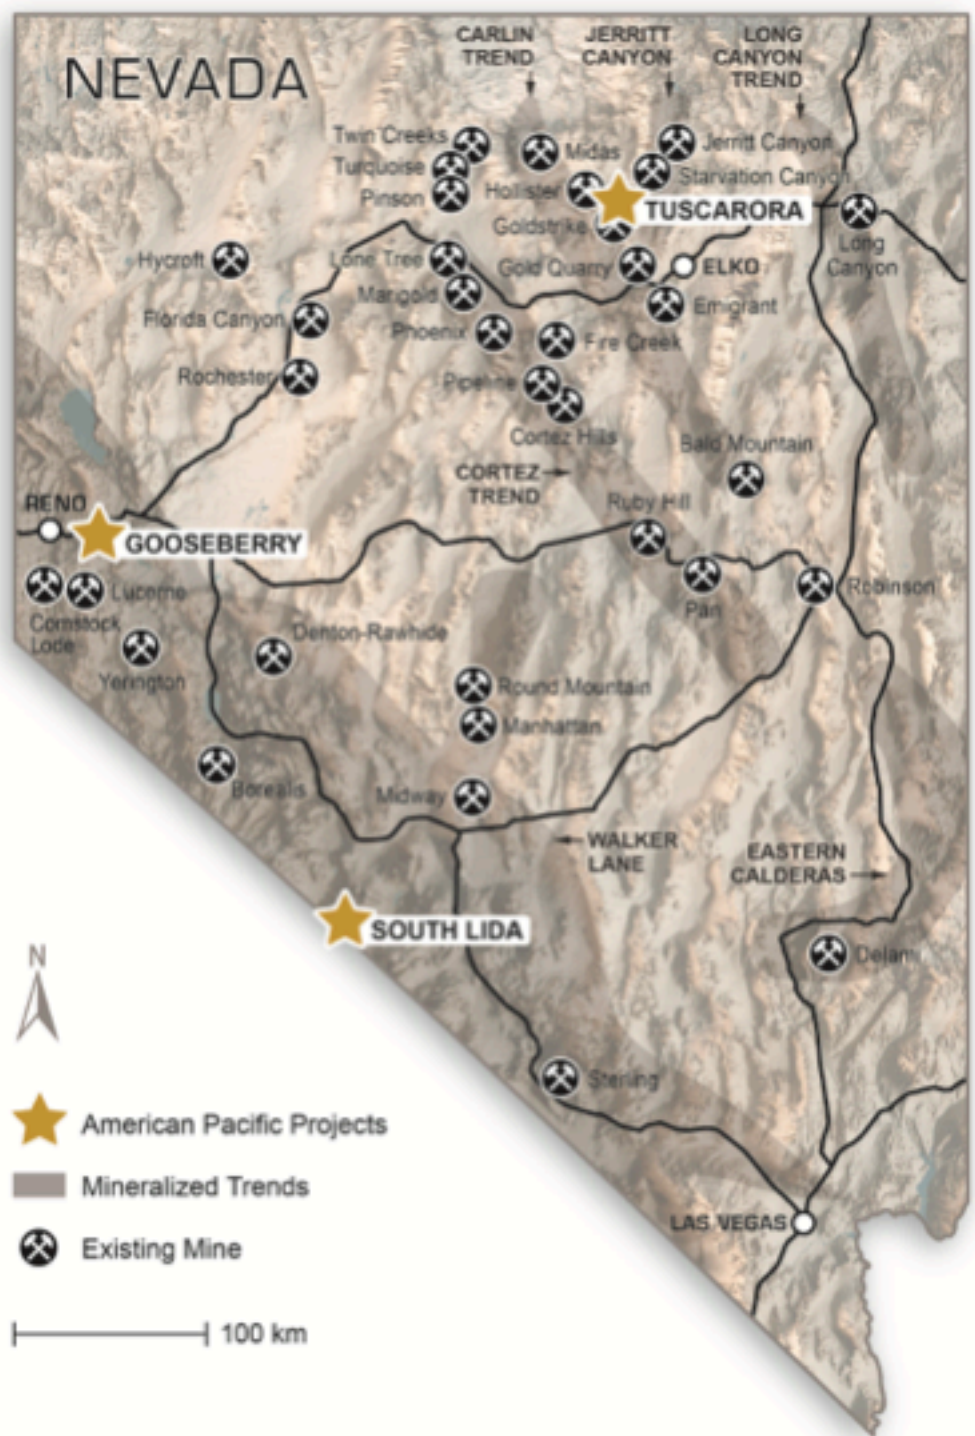 NEVADA
CARLIN
TREND
JERRITT
CANYON
LONG
CANYON
TREND
Twin Creeks
Turquoise
Pinson
Midas
Hollister
Jerritt Canyon
Starvation Canyon
TUSCARORA
Goldstrike
Long
Canyon
Hycroft
Lone Tree
Gold Quarry
ELKO
Marigold
Emigrant
Florida Canyon
Phoenix
Fire Creek
Rochester
Pipeline
Cortez Hills
Bald Mountain
CORTEZ
TREND
Ruby Hill
RENO
GOOSEBERRY
Lucerne
Comstock
Lode
Pan
Robinson
Denton-Rawhide
Yerington
Round Mountain
Manhattan
Borealis
Midway
WALKER
LANE
EASTERN
CALDERAS
SOUTH LIDA
Delamar
Sterling
LAS VEGAS
N
American Pacific Projects
Mineralized Trends
Existing Mine
100 km